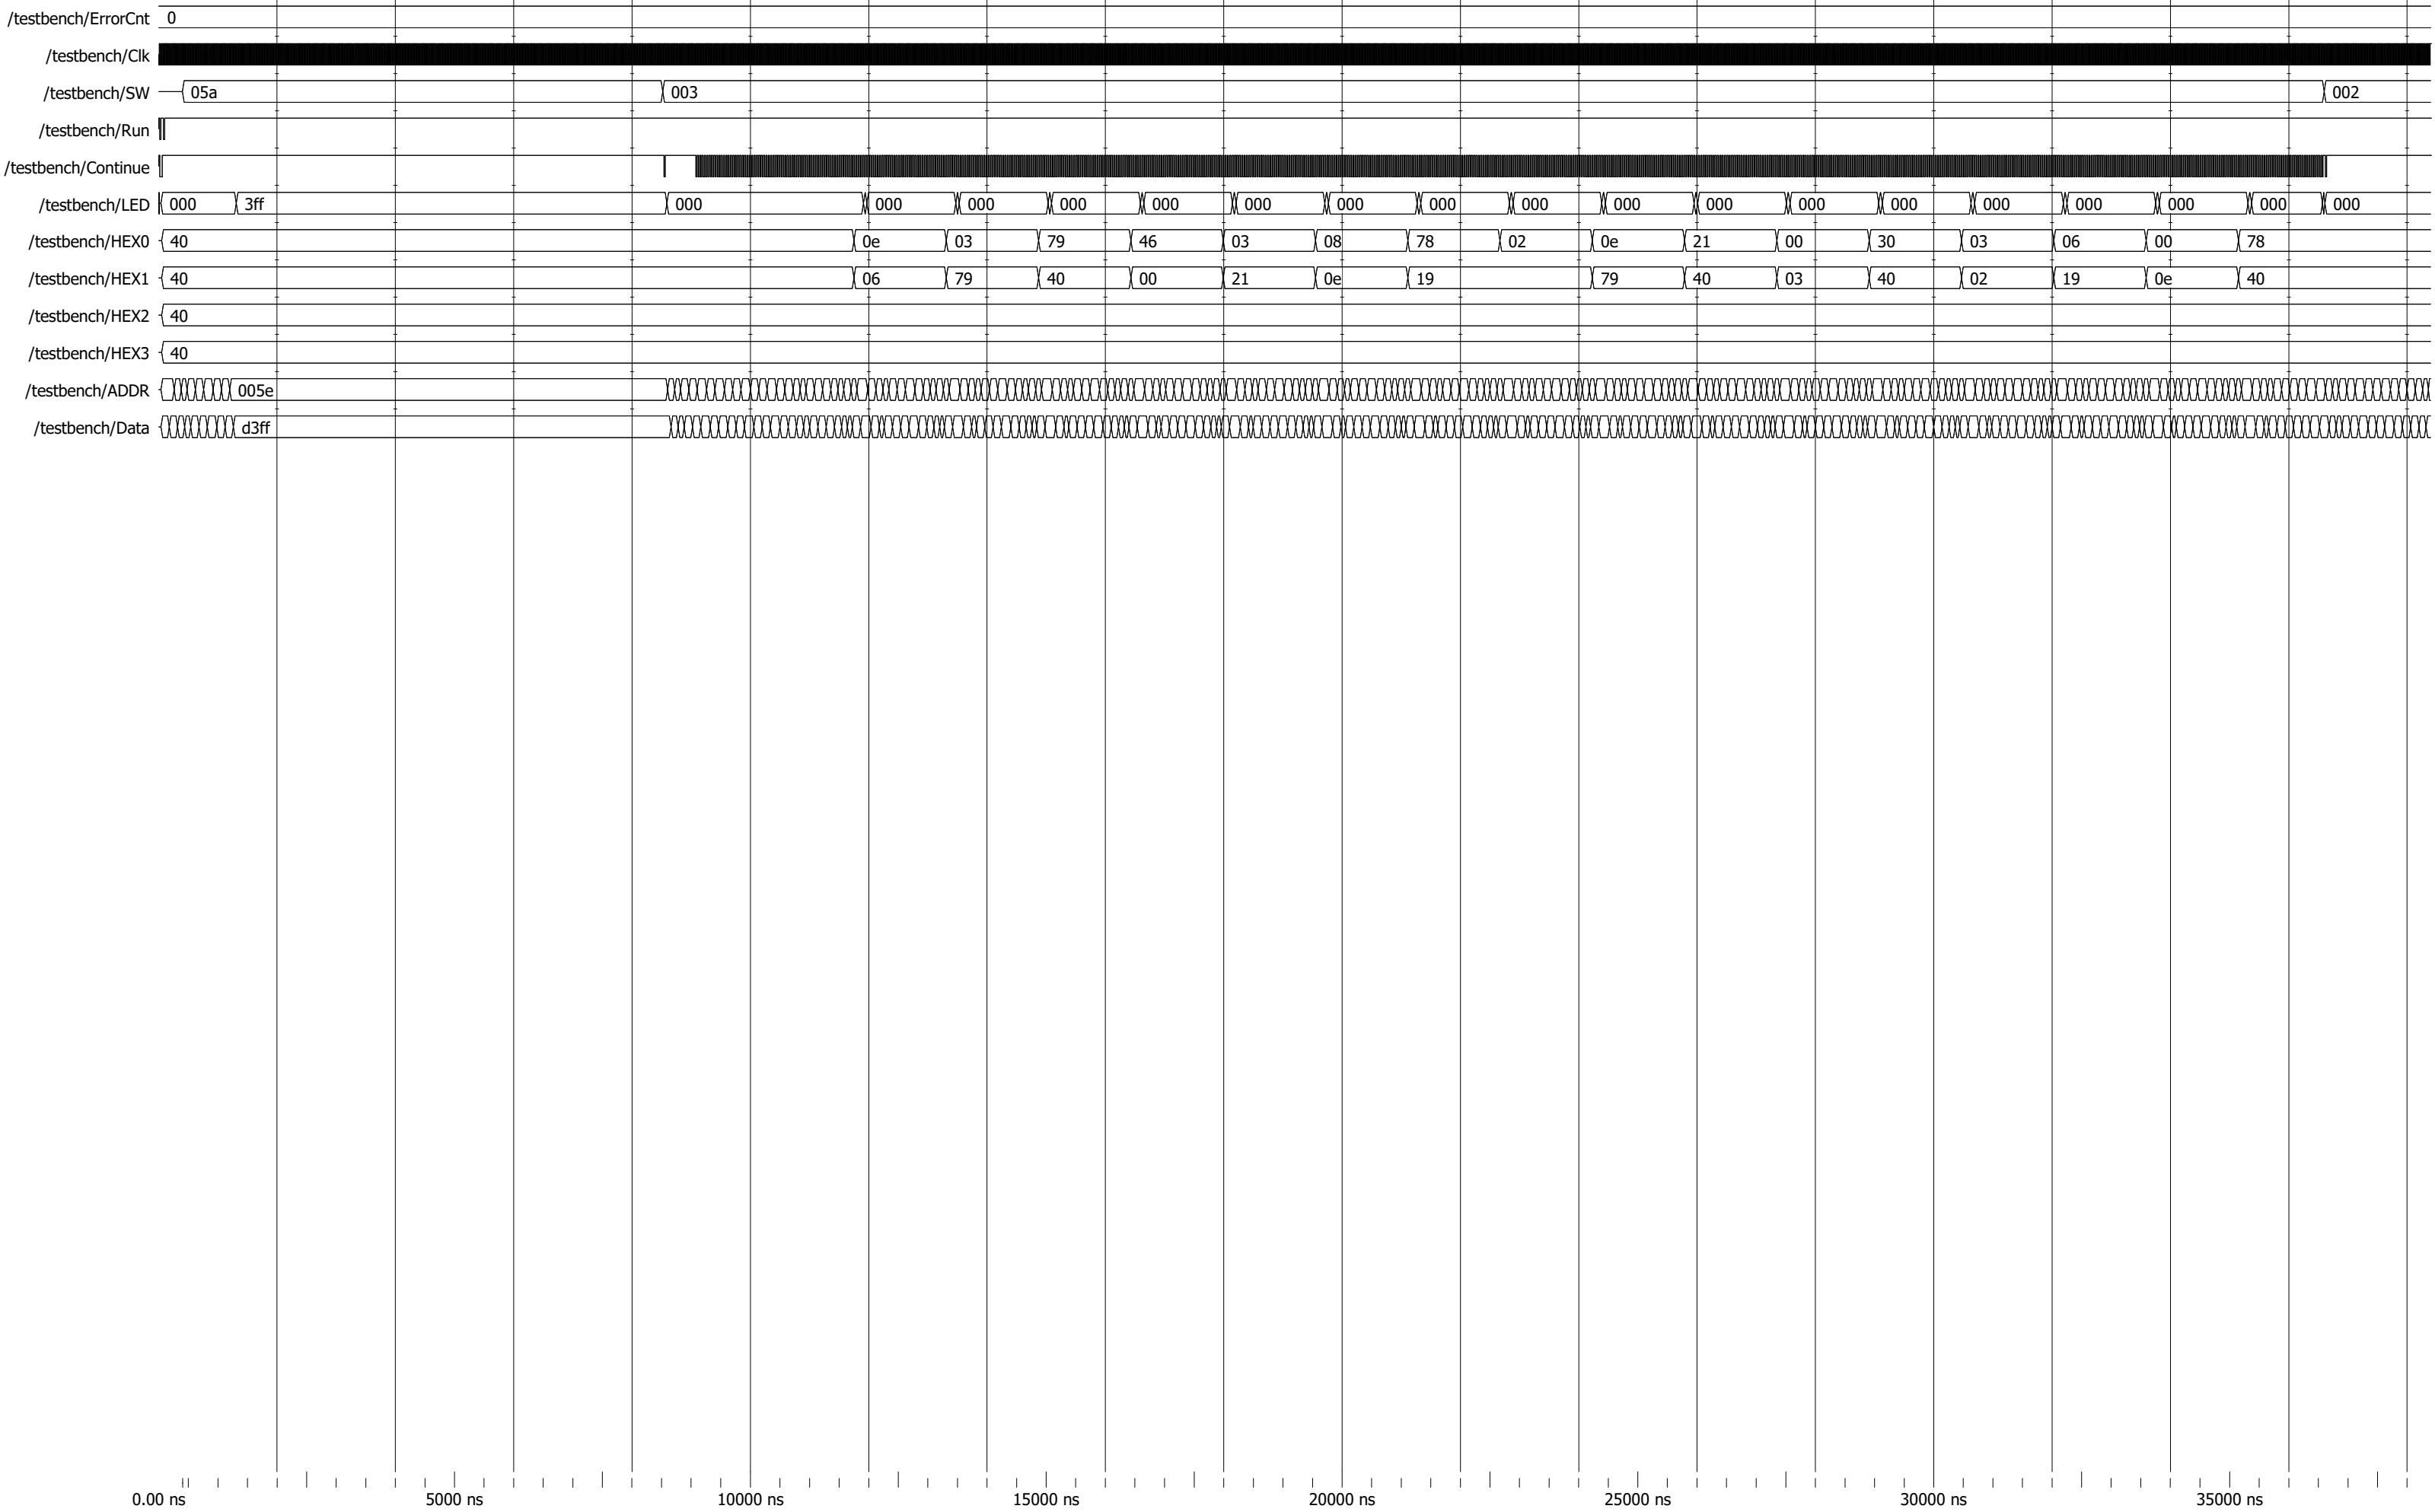 /testbench/ErrorCnt 0
/testbench/Clk
/testbench/SW 05a 003 002
/testbench/Run
/testbench/Continue
/testbench/LED 000 3ff 000 000 000 000 000 000 000 000 000 000 000 000 000 000 000 000 000 000
/testbench/HEX0 40 0e 03 79 46 03 08 78 02 0e 21 00 30 03 06 00 78
/testbench/HEX1 40 06 79 40 00 21 0e 19 79 40 03 40 02 19 0e 40
/testbench/HEX2 40
/testbench/HEX3 40
/testbench/ADDR 005e
/testbench/Data d3ff
0.00 ns 5000 ns 10000 ns 15000 ns 20000 ns 25000 ns 30000 ns 35000 ns